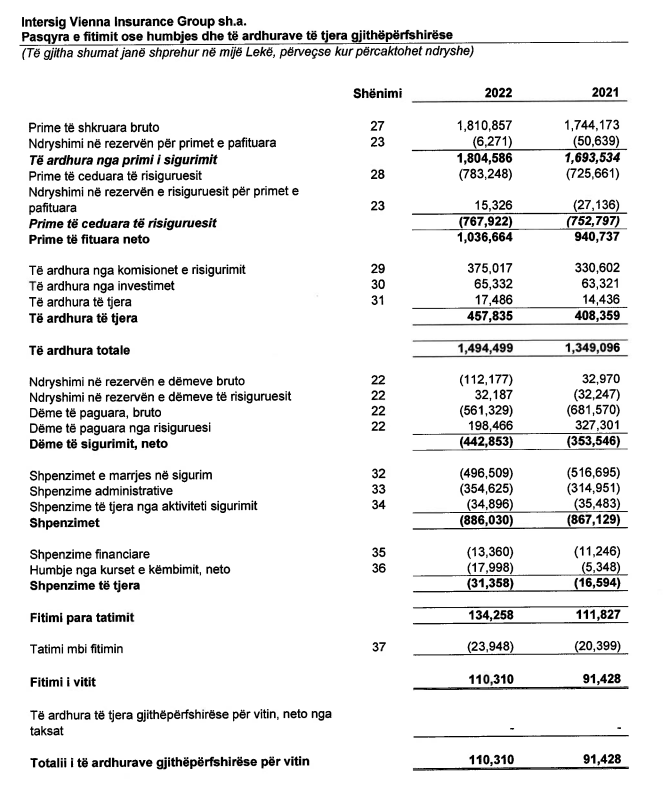 Intersig Vienna Insurance Group sh.a.
Pasqyra e fitimit ose humbjes dhe të ardhurave të tjera gjithëpërfshirëse
(Të gjitha shumat janë shprehur në mijë Lekë, përveçse kur përcaktohet ndryshe)
Shënimi 2022 2021
Prime të shkruara bruto 27 1,810,857 1,744,173
Ndryshimi në rezervën për primet e pafituara 23 (6,271) (50,639)
Të ardhura nga primi i sigurimit 1,804,586 1,693,534
Prime të ceduara të risiguruesit 28 (783,248) (725,661)
Ndryshimi në rezervën e risiguruesit për primet e
pafituara 23 15,326 (27,136)
Prime të ceduara të risiguruesit (767,922) (752,797)
Prime të fituara neto 1,036,664 940,737
Të ardhura nga komisionet e risigurimit 29 375,017 330,602
Të ardhura nga investimet 30 65,332 63,321
Të ardhura të tjera 31 17,486 14,436
Të ardhura të tjera 457,835 408,359
Të ardhura totale 1,494,499 1,349,096
Ndryshimi në rezervën e dëmeve bruto 22 (112,177) 32,970
Ndryshimi në rezervën e dëmeve të risiguruesit 22 32,187 (32,247)
Dëme të paguara, bruto 22 (561,329) (681,570)
Dëme të paguara nga risiguruesi 22 198,466 327,301
Dëme të sigurimit, neto (442,853) (353,546)
Shpenzimet e marrjes në sigurim 32 (496,509) (516,695)
Shpenzime administrative 33 (354,625) (314,951)
Shpenzime të tjera nga aktiviteti sigurimit 34 (34,896) (35,483)
Shpenzimet (886,030) (867,129)
Shpenzime financiare 35 (13,360) (11,246)
Humbje nga kurset e këmbimit, neto 36 (17,998) (5,348)
Shpenzime të tjera (31,358) (16,594)
Fitimi para tatimit 134,258 111,827
Tatimi mbi fitimin 37 (23,948) (20,399)
Fitimi i vitit 110,310 91,428
Të ardhura të tjera gjithëpërfshirëse për vitin, neto nga
taksat - -
Totalii i të ardhurave gjithëpërfshirëse për vitin 110,310 91,428